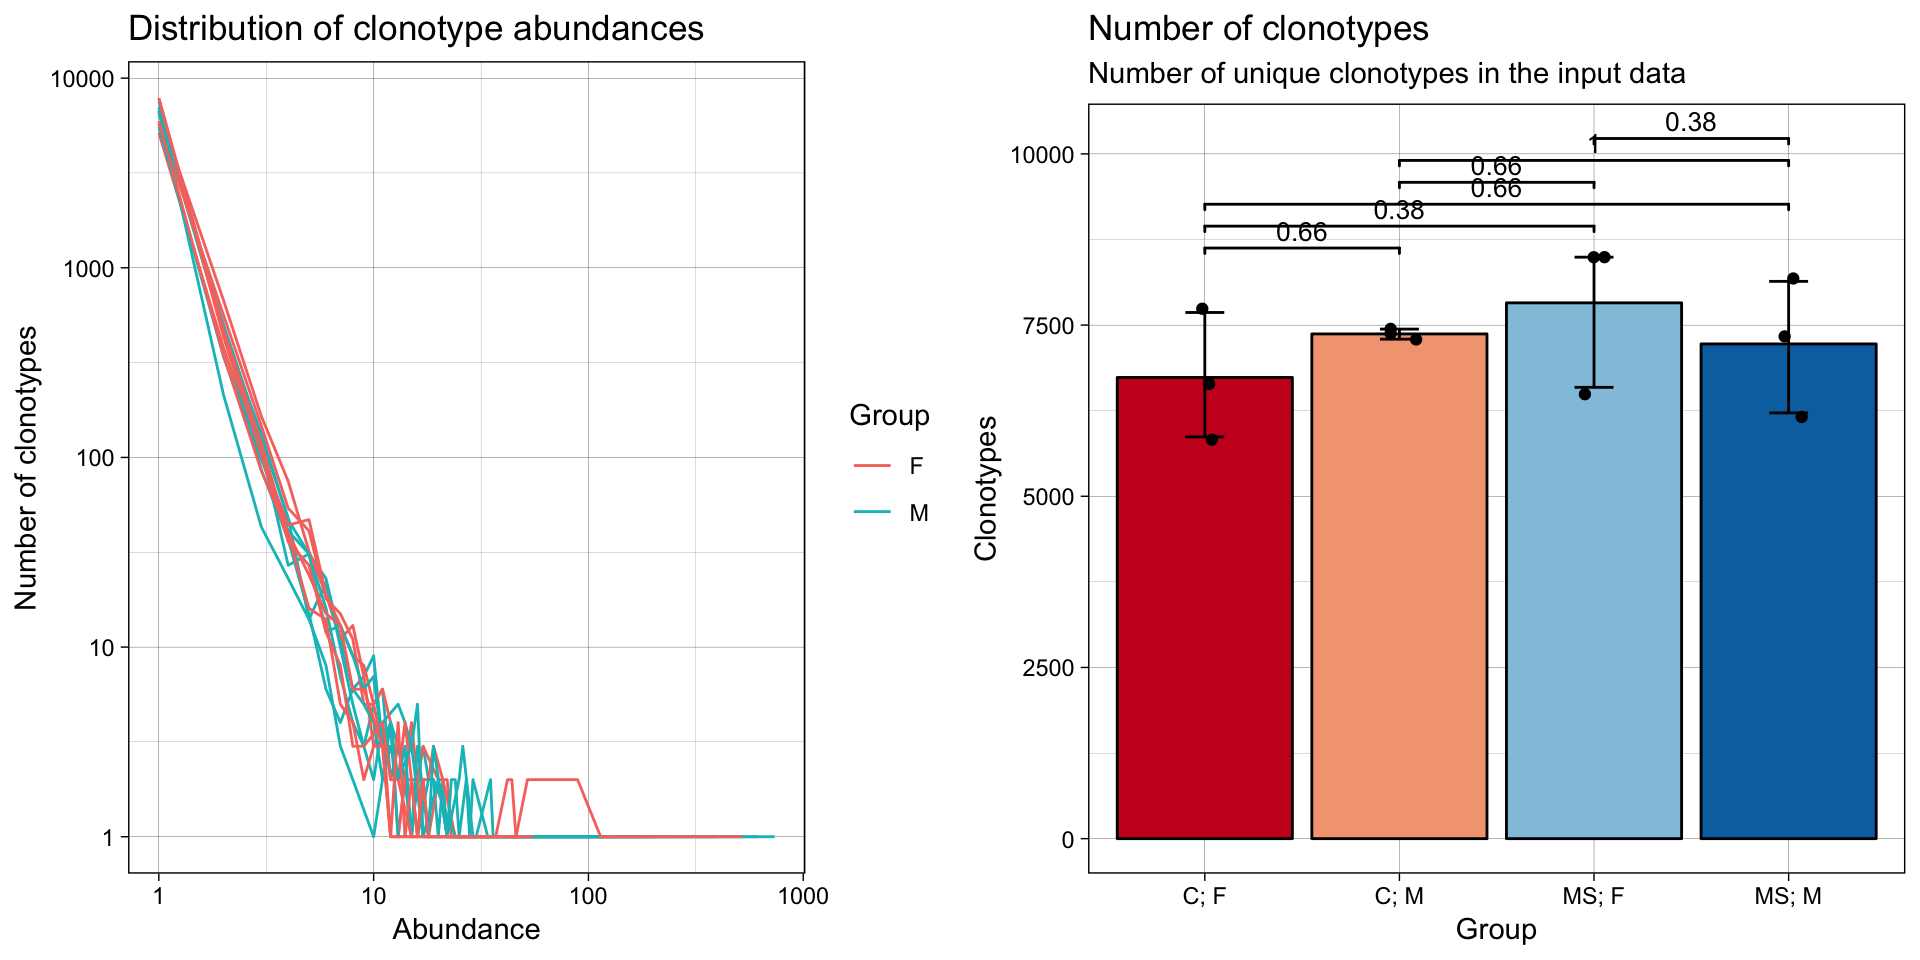 Distribution of clonotype abundances
Number of clonotypes
10000
1000
100
10
1
1
10
100
1000
Abundance
Group
F
M
Number of clonotypes
Number of unique clonotypes in the input data
Clonotypes
10000
7500
5000
2500
0
0.38
1
0.66
0.66
0.38
0.66
C; F
C; M
MS; F
MS; M
Group